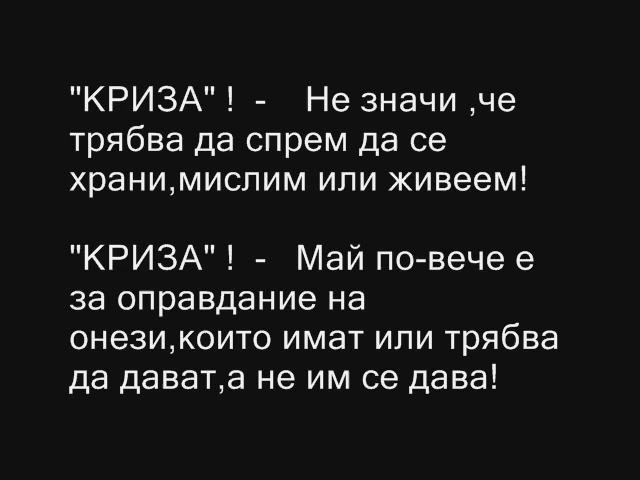 "КРИЗА" !  -    Не значи ,че
трябва да спрем да се
храни,мислим или живеем!
"КРИЗА" !  -   Май по-вече е
за оправдание на
онези,които имат или трябва
да дават,а не им се дава!